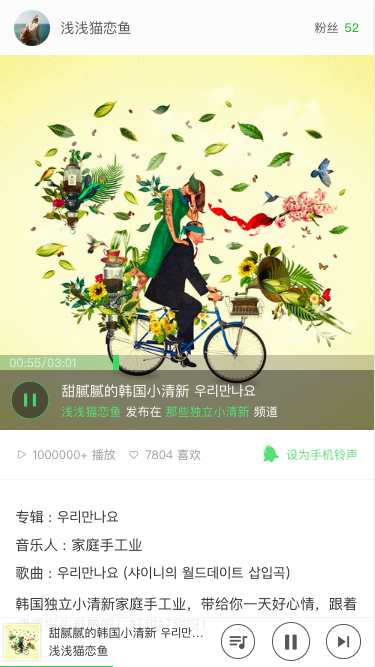 浅浅猫恋鱼
粉丝 52
00:55/03:01
甜腻腻的韩国小清新 우리만나요
浅浅猫恋鱼 发布在 那些独立小清新 频道
1000000+ 播放
7804 喜欢
设为手机铃声
专辑 : 우리만나요
音乐人 : 家庭手工业
歌曲 : 우리만나요 (샤이니의 월드데이트 삽입곡)
韩国独立小清新家庭手工业，带给你一天好心情，跟着
甜腻腻的韩国小清新 우리만...
浅浅猫恋鱼